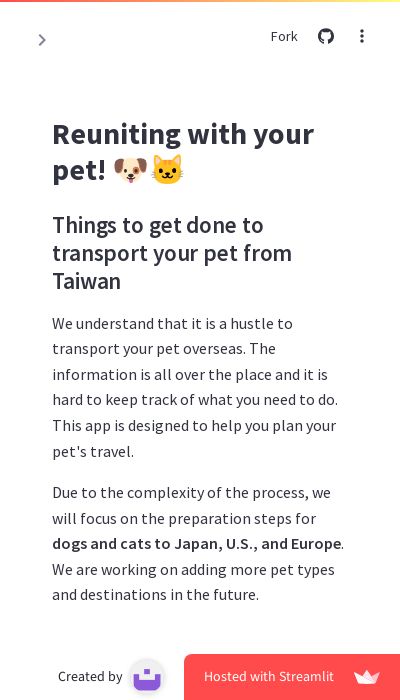 Fork
Reuniting with your
pet! 🐶🐱
Things to get done to
transport your pet from
Taiwan
We understand that it is a hustle to
transport your pet overseas. The
information is all over the place and it is
hard to keep track of what you need to do.
This app is designed to help you plan your
pet's travel.
Due to the complexity of the process, we
will focus on the preparation steps for
dogs and cats to Japan, U.S., and Europe.
We are working on adding more pet types
and destinations in the future.
Created by
Hosted with Streamlit